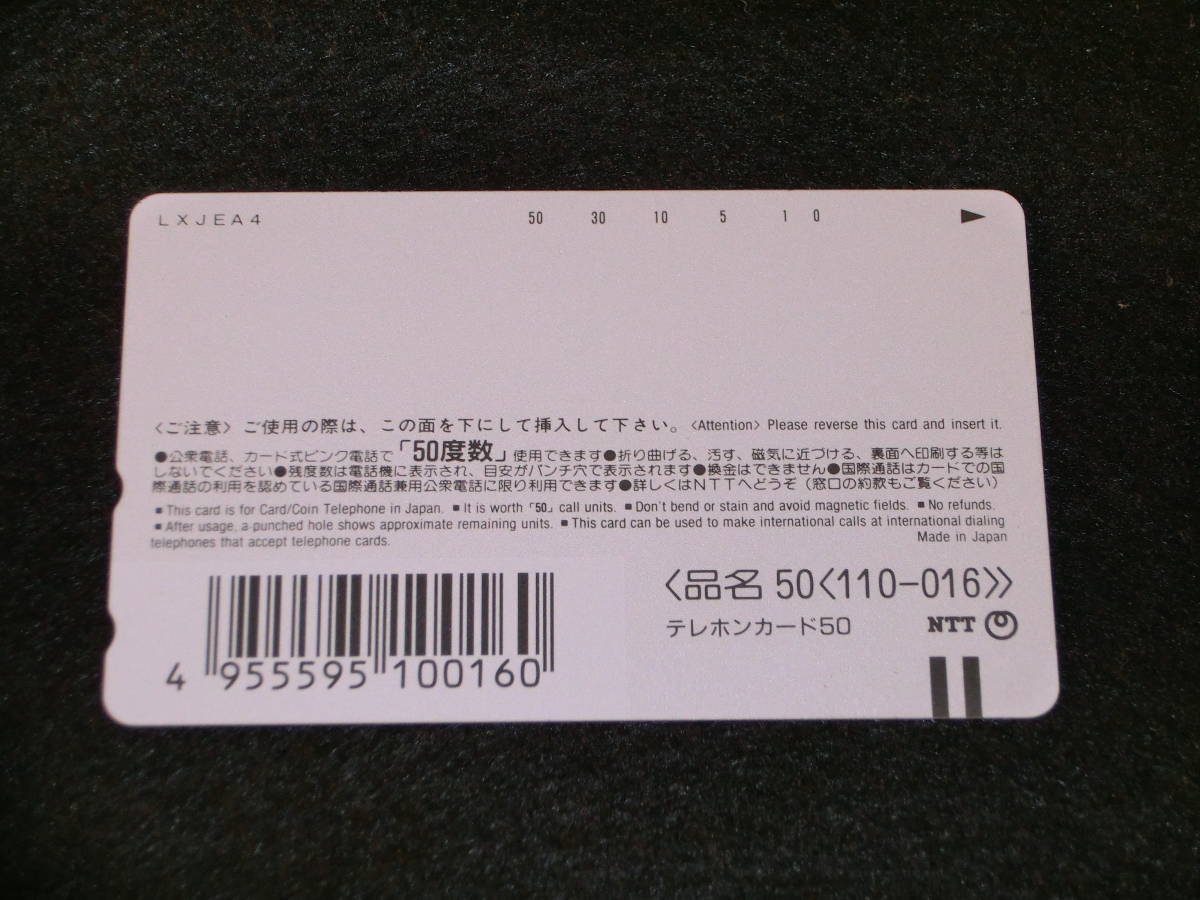 LXJEA4 50 30 10 5 1 0 ▶
〈ご注意〉ご使用の際は、この面を下にして挿入して下さい。〈Attention〉Please reverse this card and insert it.
●公衆電話、カード式ピンク電話で「50度数」使用できます●折り曲げる、汚す、磁気に近づける、裏面へ印刷する等は
しないでください●残度数は電話機に表示され、目安がパンチ穴で表示されます●換金はできません●国際通話はカードでの国
際通話の利用を認めている国際通話兼用公衆電話に限り利用できます●詳しくはNTTへどうぞ（窓口の約款もご覧ください）
■This card is for Card/Coin Telephone in Japan. ■It is worth「50」call units. ■Don't bend or stain and avoid magnetic fields. ■No refunds.
■After usage, a punched hole shows approximate remaining units. ■This card can be used to make international calls at international dialing
telephones that accept telephone cards. Made in Japan
〈品名 50〈110-016〉〉
テレホンカード50 NTT
4 955595 100160